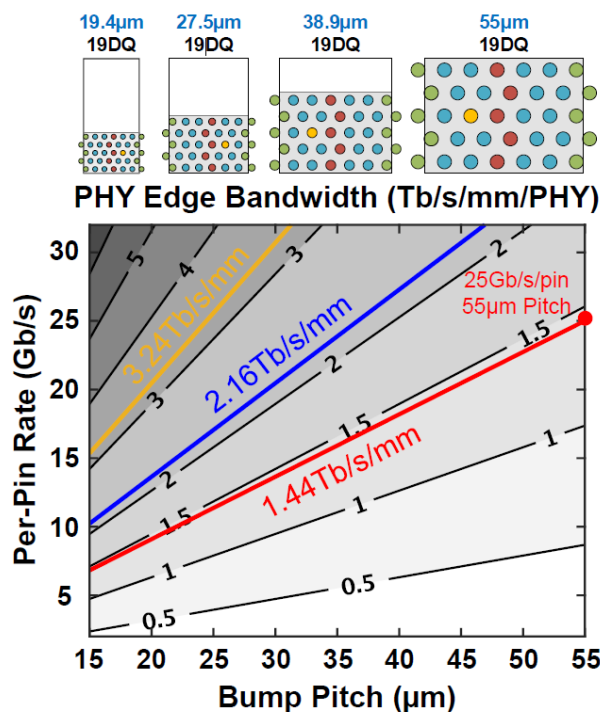 19.4µm 27.5µm 38.9µm 55µm
19DQ 19DQ 19DQ 19DQ
PHY Edge Bandwidth (Tb/s/mm/PHY)
Per-Pin Rate (Gb/s)
30
25
20
15
10
5
5
4
3
3
2
2
1.5
1.5
1.5
1
1
0.5
0.5
3.24Tb/s/mm
2.16Tb/s/mm
1.44Tb/s/mm
25Gb/s/pin
55µm Pitch
15 20 25 30 35 40 45 50 55
Bump Pitch (µm)